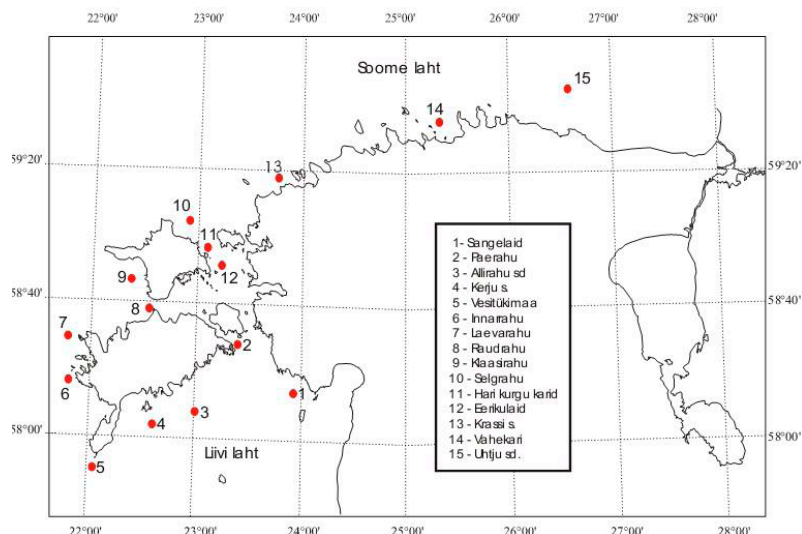 22°00' 23°00' 24°00' 25°00' 26°00' 27°00' 28°00'
Soome laht
15
14
59°20' 59°20'
13
10
11
12
9
58°40' 58°40'
8
7
2
6
1
3
4
58°00' 58°00'
Liivi laht
5
1 - Sangelaid
2 - Paerahu
3 - Allirahu sd
4 - Kerju s.
5 - Vesitükimaa
6 - Innarrahu
7 - Laevarahu
8 - Raudrahu
9 - Klaasirahu
10 - Selgrahu
11 - Hari kurgu karid
12 - Eerikulaid
13 - Krassi s.
14 - Vahekari
15 - Uhtju sd.
22°00' 23°00' 24°00' 25°00' 26°00' 27°00' 28°00'